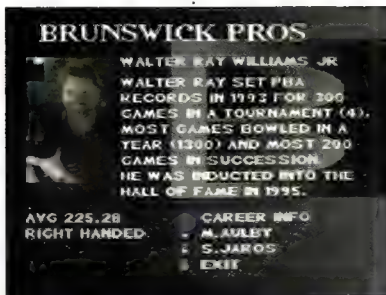 BRUNSWICK PROS
WALTER RAY WILLIAMS JR
WALTER RAY SET PBA
RECORDS IN 1993 FOR 300
GAMES IN A TOURNAMENT (4),
MOST GAMES BOWLED IN A
YEAR (1300) AND MOST 200
GAMES IN SUCCESSION.
HE WAS INDUCTED INTO THE
HALL OF FAME IN 1995.
AVG 225.28
RIGHT HANDED
CAREER INFO
M.AULBY
S.JAROS
EXIT